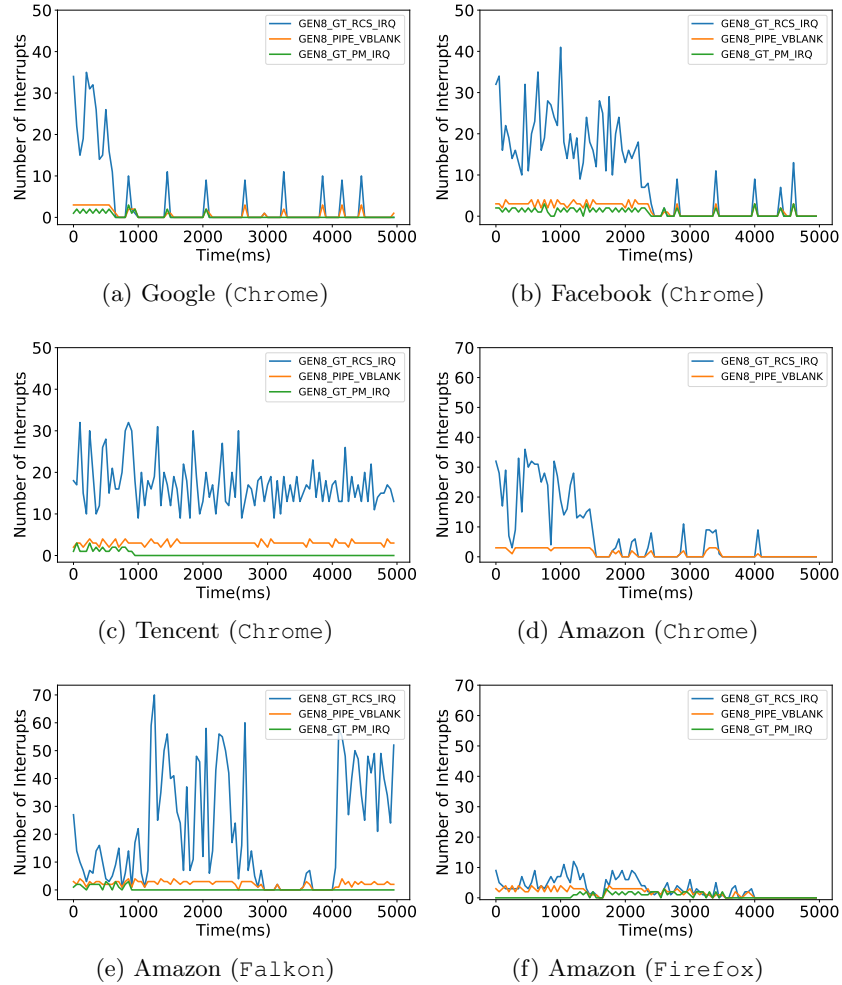 50
40
30
20
10
0
Number of Interrupts
GEN8_GT_RCS_IRQ
GEN8_PIPE_VBLANK
GEN8_GT_PM_IRQ
0 1000 2000 3000 4000 5000
Time(ms)
(a) Google (Chrome)
50
40
30
20
10
0
Number of Interrupts
GEN8_GT_RCS_IRQ
GEN8_PIPE_VBLANK
GEN8_GT_PM_IRQ
0 1000 2000 3000 4000 5000
Time(ms)
(b) Facebook (Chrome)
50
40
30
20
10
0
Number of Interrupts
GEN8_GT_RCS_IRQ
GEN8_PIPE_VBLANK
GEN8_GT_PM_IRQ
0 1000 2000 3000 4000 5000
Time(ms)
(c) Tencent (Chrome)
70
60
50
40
30
20
10
0
Number of Interrupts
GEN8_GT_RCS_IRQ
GEN8_PIPE_VBLANK
0 1000 2000 3000 4000 5000
Time(ms)
(d) Amazon (Chrome)
70
60
50
40
30
20
10
0
Number of Interrupts
GEN8_GT_RCS_IRQ
GEN8_PIPE_VBLANK
GEN8_GT_PM_IRQ
0 1000 2000 3000 4000 5000
Time(ms)
(e) Amazon (Falkon)
70
60
50
40
30
20
10
0
Number of Interrupts
GEN8_GT_RCS_IRQ
GEN8_PIPE_VBLANK
GEN8_GT_PM_IRQ
0 1000 2000 3000 4000 5000
Time(ms)
(f) Amazon (Firefox)